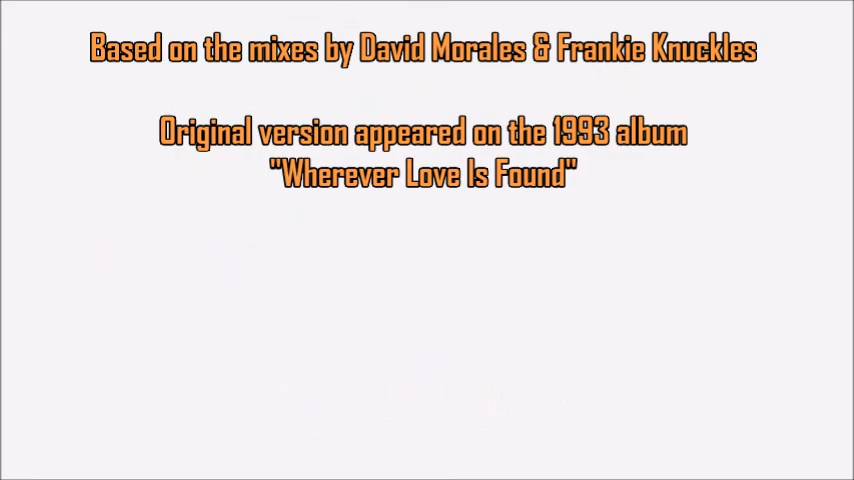 Based on the mixes by David Morales & Frankie Knuckles
Original version appeared on the 1993 album
"Wherever Love Is Found"